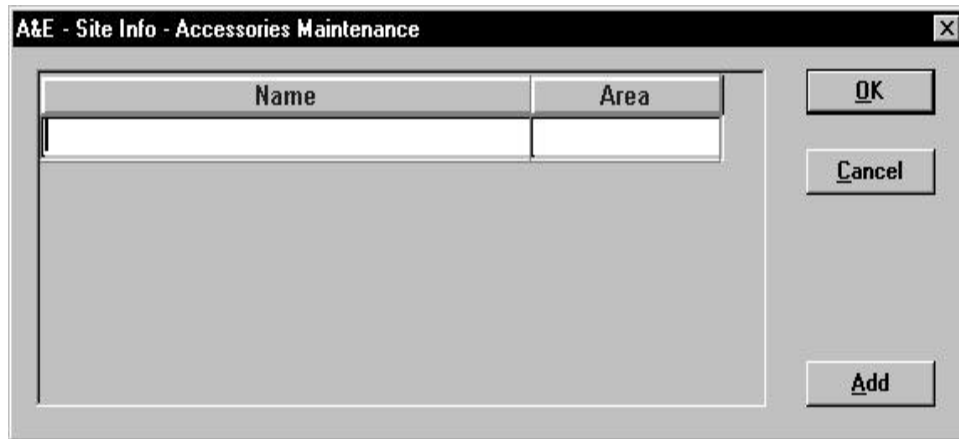 A&E - Site Info - Accessories Maintenance
Name Area
OK
Cancel
Add